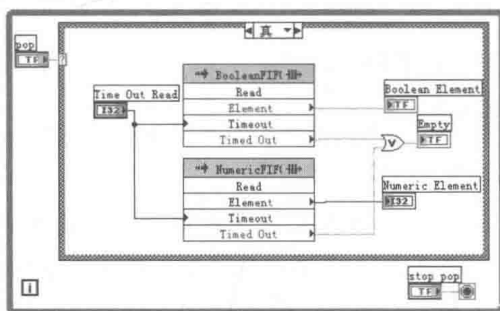 真
pop
TF
?
BooleanFIF
Time Out Read
I32
Read
Element
Timeout
Timed Out
Boolean Element
TF
Empty
V
TF
NumericFIF
Read
Element
Timeout
Timed Out
Numeric Element
I32
i
stop pop
TF